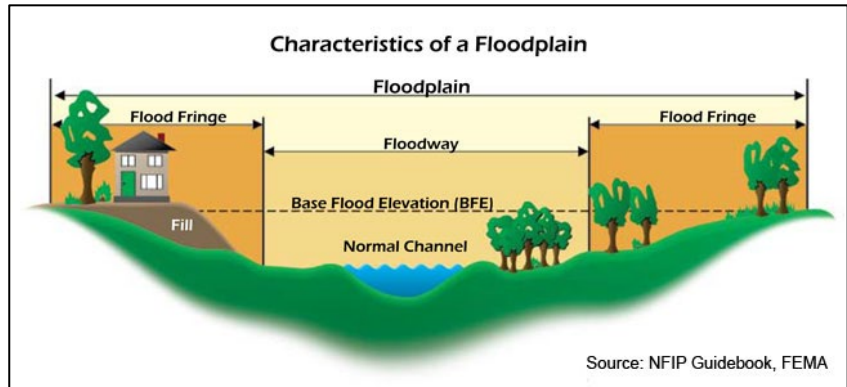 Characteristics of a Floodplain
Floodplain
Flood Fringe
Flood Fringe
Floodway
Base Flood Elevation (BFE)
Fill
Normal Channel
Source: NFIP Guidebook, FEMA